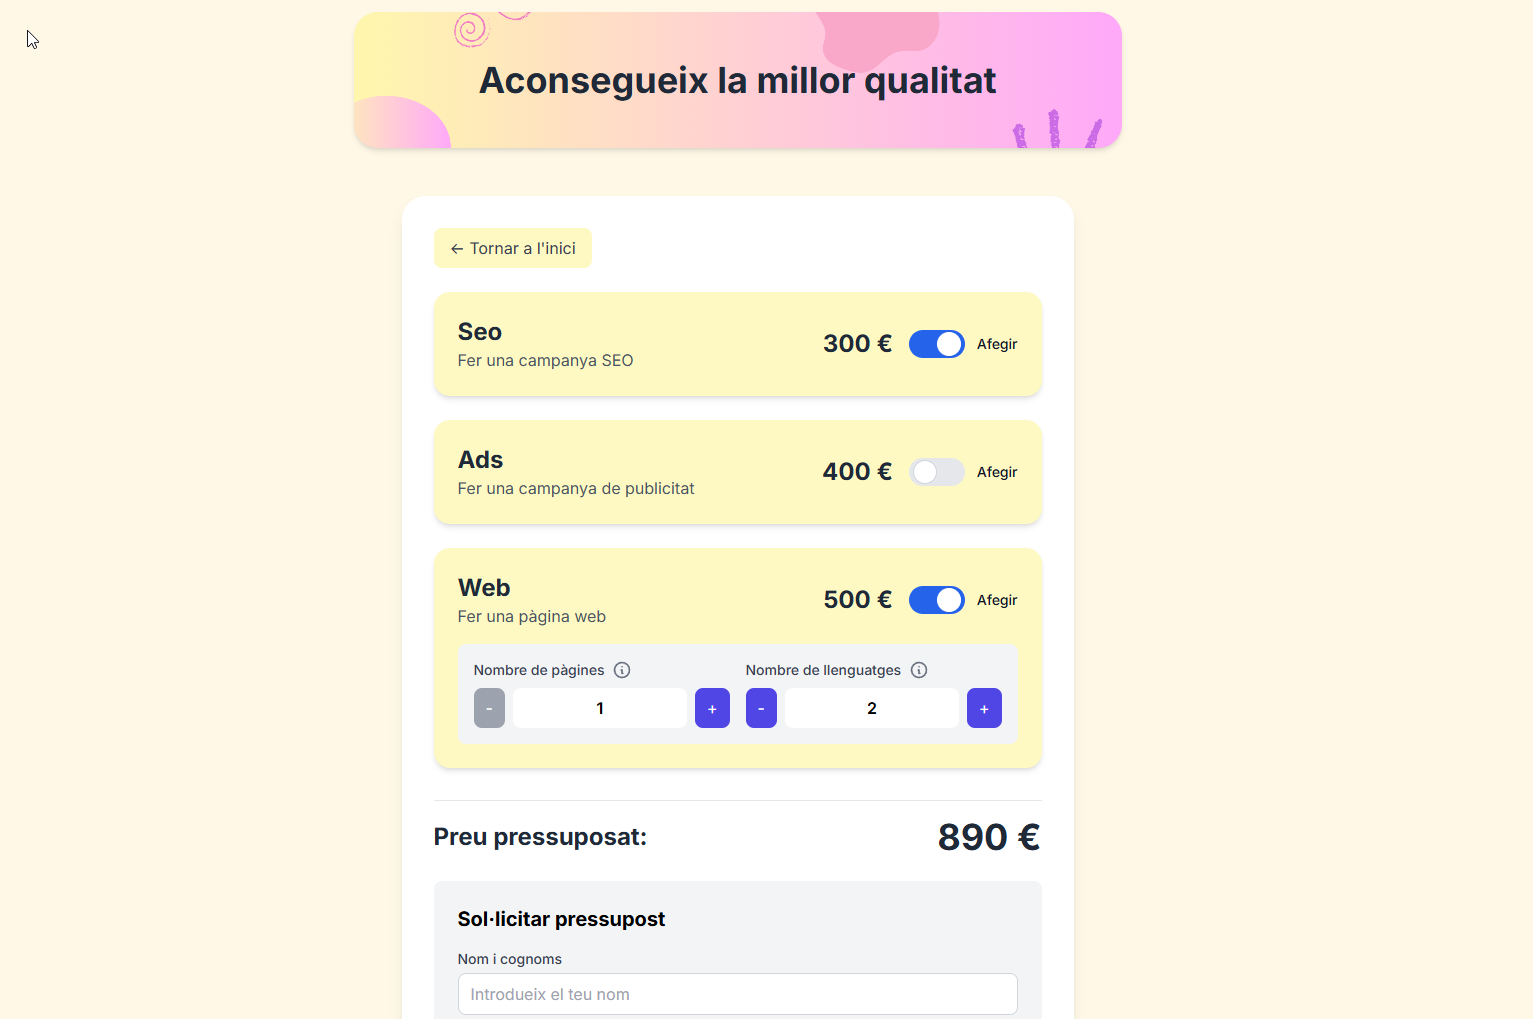 Aconsegueix la millor qualitat
← Tornar a l'inici
Seo
Fer una campanya SEO
300 €
Afegir
Ads
Fer una campanya de publicitat
400 €
Afegir
Web
Fer una pàgina web
500 €
Afegir
Nombre de pàgines
- 1 +
Nombre de llenguatges
- 2 +
Preu pressuposat: 890 €
Sol·licitar pressupost
Nom i cognoms
Introdueix el teu nom